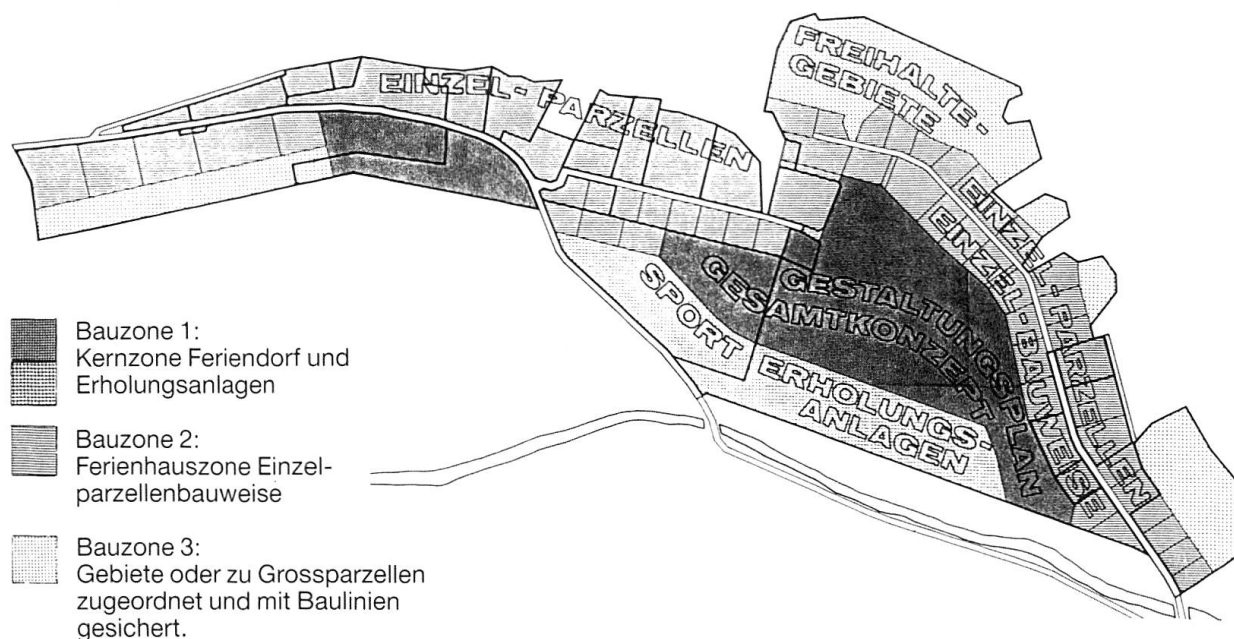 FREIHALTE-
GEBIETE
EINZEL-PARZELLEN
EINZEL-PARZELLEN
EINZEL-BAUWEISE
GESTALTUNGSPLAN
GESAMTKONZEPT
SPORT ERHOLUNGS-
ANLAGEN
Bauzone 1:
Kernzone Feriendorf und
Erholungsanlagen
Bauzone 2:
Ferienhauszone Einzel-
parzellenbauweise
Bauzone 3:
Gebiete oder zu Grossparzellen
zugeordnet und mit Baulinien
gesichert.